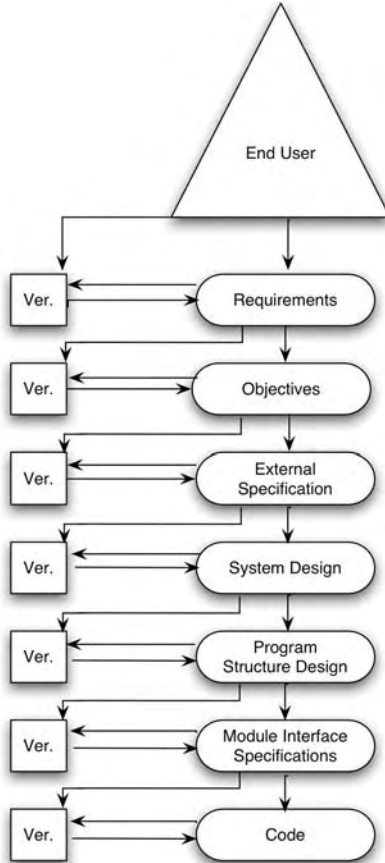 End User
Ver.
Requirements
Ver.
Objectives
Ver.
External
Specification
Ver.
System Design
Ver.
Program
Structure Design
Ver.
Module Interface
Specifications
Ver.
Code